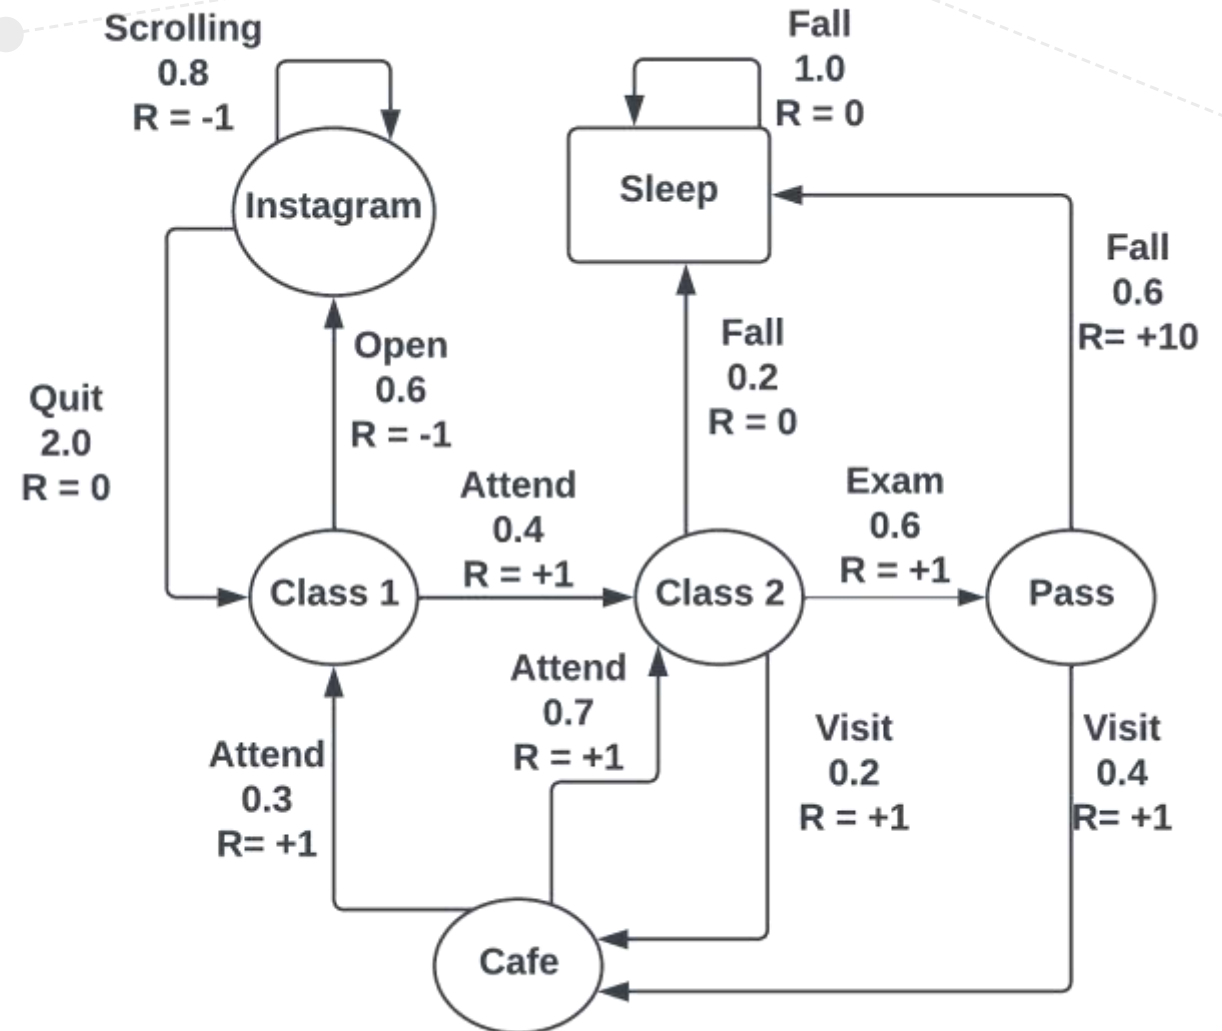 Scrolling
0.8
R = -1
Fall
1.0
R = 0
Instagram
Sleep
Fall
0.6
R= +10
Open
0.6
R = -1
Fall
0.2
R = 0
Quit
2.0
R = 0
Attend
0.4
R = +1
Exam
0.6
R = +1
Class 1
Class 2
Pass
Attend
0.7
R = +1
Attend
0.3
R= +1
Visit
0.2
R = +1
Visit
0.4
R= +1
Cafe